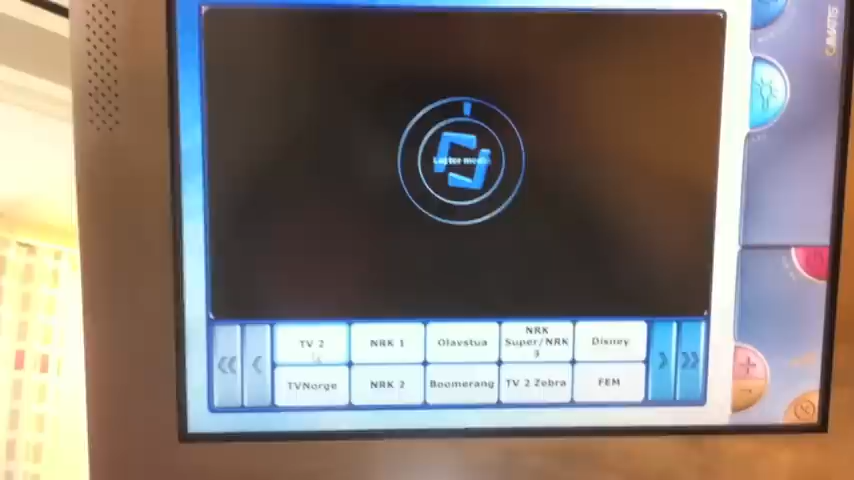 Laster media
TV 2
NRK 1
Olavstua
NRK
Super/NRK
3
Disney
TVNorge
NRK 2
Boomerang
TV 2 Zebra
FEM
CiMATIS